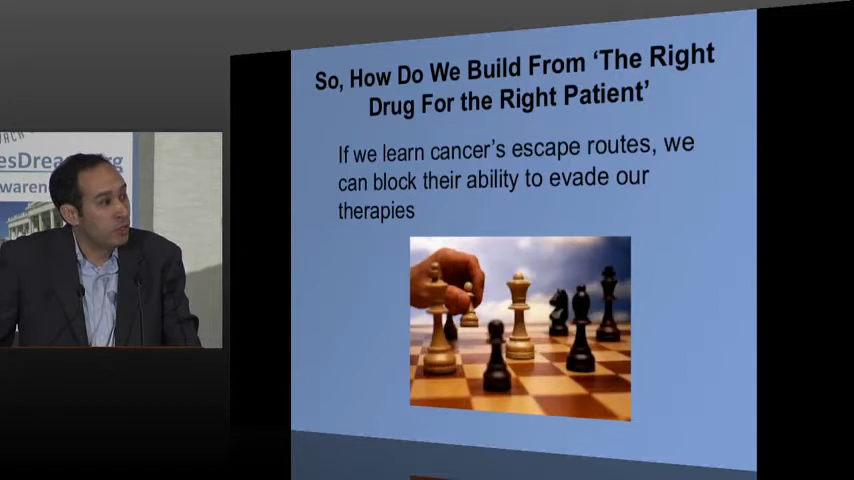 So, How Do We Build From ‘The Right
Drug For the Right Patient’
If we learn cancer’s escape routes, we
can block their ability to evade our
therapies